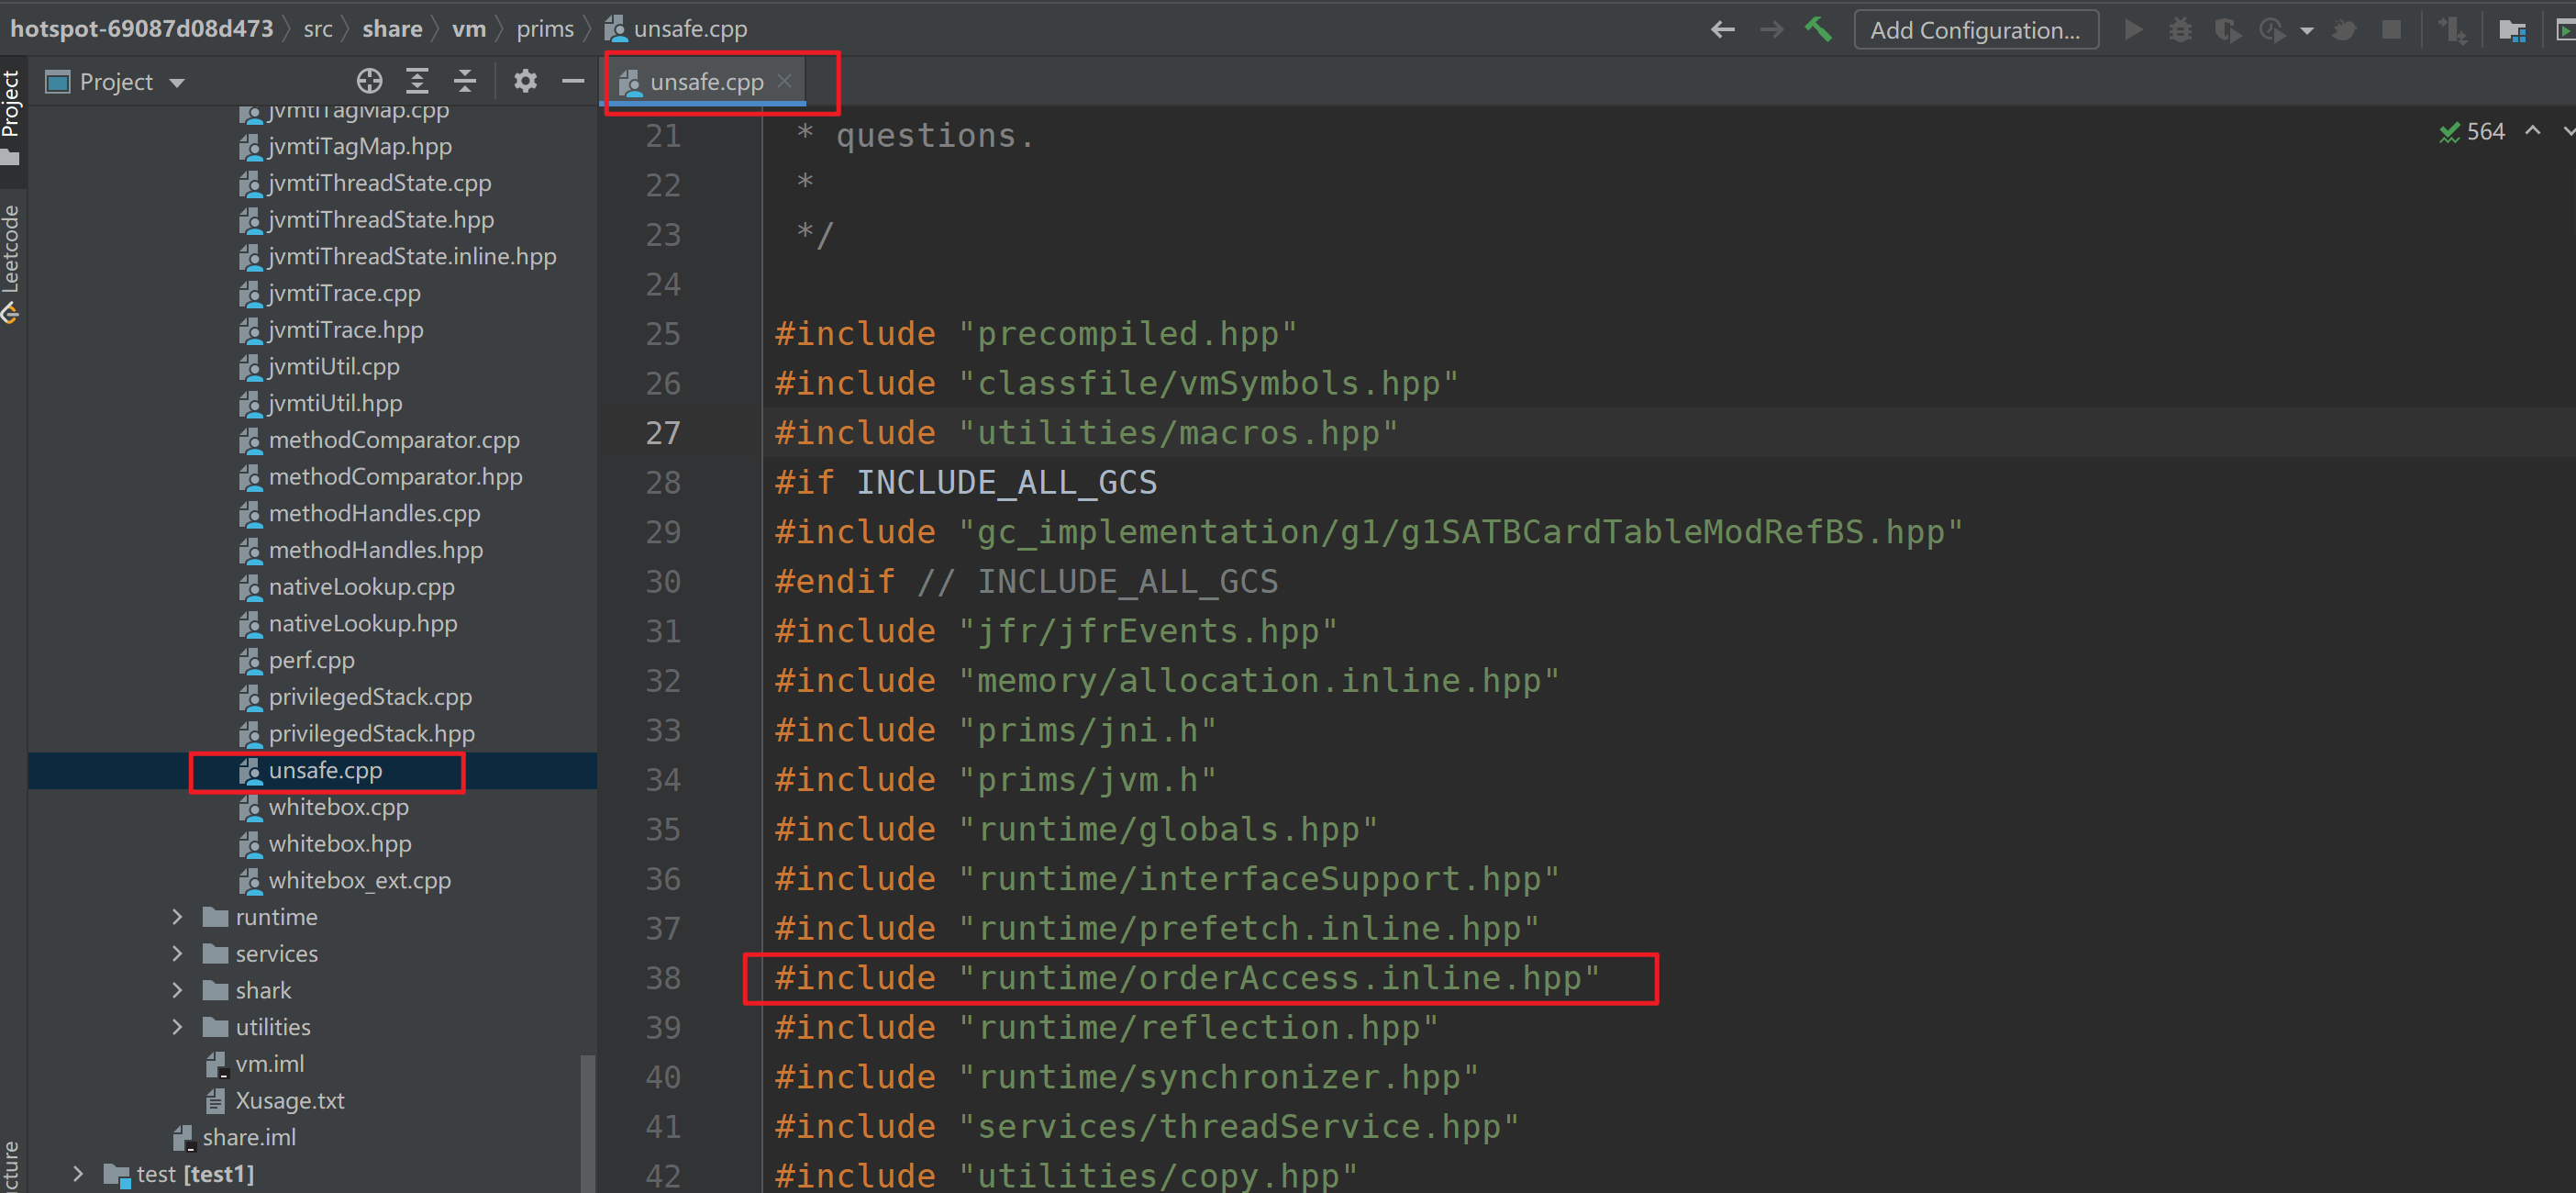 hotspot-69087d08d473 src share vm prims unsafe.cpp
Add Configuration...
Project
Project
Leetcode
jvmtiTagMap.cpp
jvmtiTagMap.hpp
jvmtiThreadState.cpp
jvmtiThreadState.hpp
jvmtiThreadState.inline.hpp
jvmtiTrace.cpp
jvmtiTrace.hpp
jvmtiUtil.cpp
jvmtiUtil.hpp
methodComparator.cpp
methodComparator.hpp
methodHandles.cpp
methodHandles.hpp
nativeLookup.cpp
nativeLookup.hpp
perf.cpp
privilegedStack.cpp
privilegedStack.hpp
unsafe.cpp
whitebox.cpp
whitebox.hpp
whitebox_ext.cpp
runtime
services
shark
utilities
vm.iml
Xusage.txt
share.iml
test [test1]
unsafe.cpp
564
21 * questions.
22 *
23 */
24
25 #include "precompiled.hpp"
26 #include "classfile/vmSymbols.hpp"
27 #include "utilities/macros.hpp"
28 #if INCLUDE_ALL_GCS
29 #include "gc_implementation/g1/g1SATBCardTableModRefBS.hpp"
30 #endif // INCLUDE_ALL_GCS
31 #include "jfr/jfrEvents.hpp"
32 #include "memory/allocation.inline.hpp"
33 #include "prims/jni.h"
34 #include "prims/jvm.h"
35 #include "runtime/globals.hpp"
36 #include "runtime/interfaceSupport.hpp"
37 #include "runtime/prefetch.inline.hpp"
38 #include "runtime/orderAccess.inline.hpp"
39 #include "runtime/reflection.hpp"
40 #include "runtime/synchronizer.hpp"
41 #include "services/threadService.hpp"
42 #include "utilities/copy.hpp"